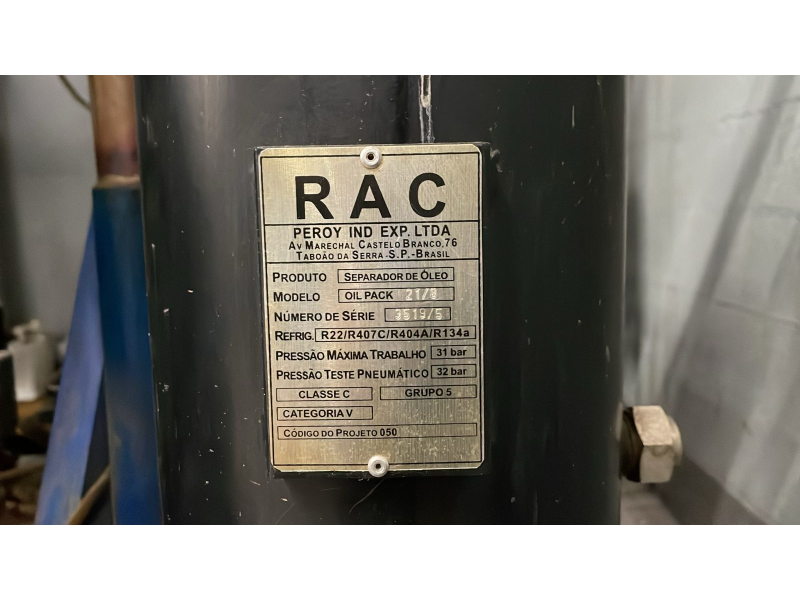 RAC
PEROY IND EXP. LTDA
AV MARECHAL CASTELO BRANCO, 76
TABOÃO DA SERRA-S.P.-BRASIL
PRODUTO SEPARADOR DE ÓLEO
MODELO OIL PACK
NÚMERO DE SÉRIE 3519/5
REFRIG. R22/R407C/R404A/R134a
PRESSÃO MÁXIMA TRABALHO 31 bar
PRESSÃO TESTE PNEUMÁTICO 32 bar
CLASSE C GRUPO 5
CATEGORIA V
CÓDIGO DO PROJETO 050